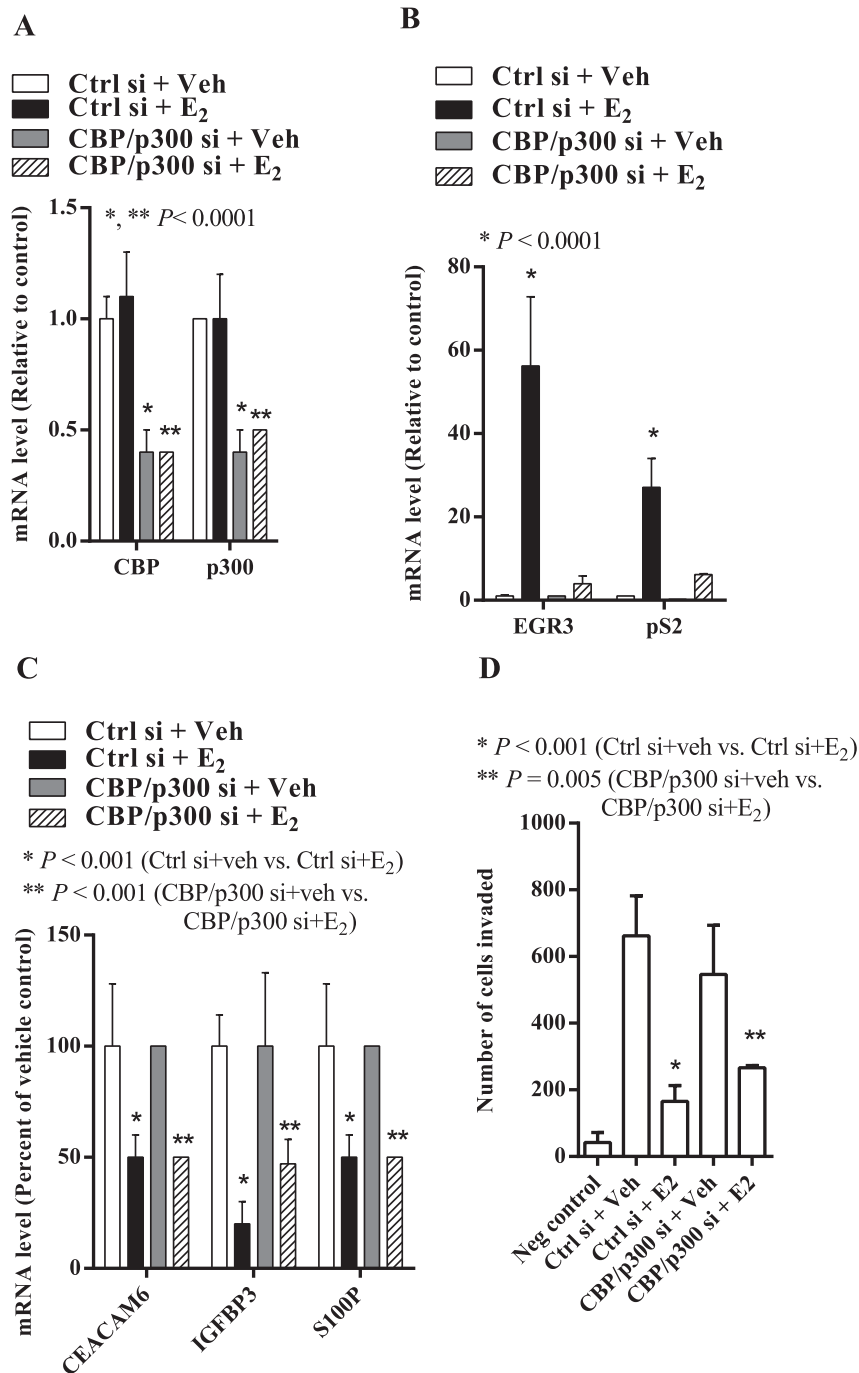 A
Ctrl si + Veh
Ctrl si + E2
CBP/p300 si + Veh
CBP/p300 si + E2
*, ** P< 0.0001
mRNA level (Relative to control)
1.5
1.0
0.5
0.0
* ** * **
CBP p300
B
Ctrl si + Veh
Ctrl si + E2
CBP/p300 si + Veh
CBP/p300 si + E2
* P < 0.0001
mRNA level (Relative to control)
80
60
40
20
0
* *
EGR3 pS2
C
Ctrl si + Veh
Ctrl si + E2
CBP/p300 si + Veh
CBP/p300 si + E2
* P < 0.001 (Ctrl si+veh vs. Ctrl si+E2)
** P < 0.001 (CBP/p300 si+veh vs.
CBP/p300 si+E2)
mRNA level (Percent of vehicle control)
150
100
50
0
* ** * ** * **
CEACAM6
IGFBP3
S100P
D
* P < 0.001 (Ctrl si+veh vs. Ctrl si+E2)
** P = 0.005 (CBP/p300 si+veh vs.
CBP/p300 si+E2)
Number of cells invaded
1000
800
600
400
200
0
* **
Neg control
Ctrl si + Veh
Ctrl si + E2
CBP/p300 si + Veh
CBP/p300 si + E2